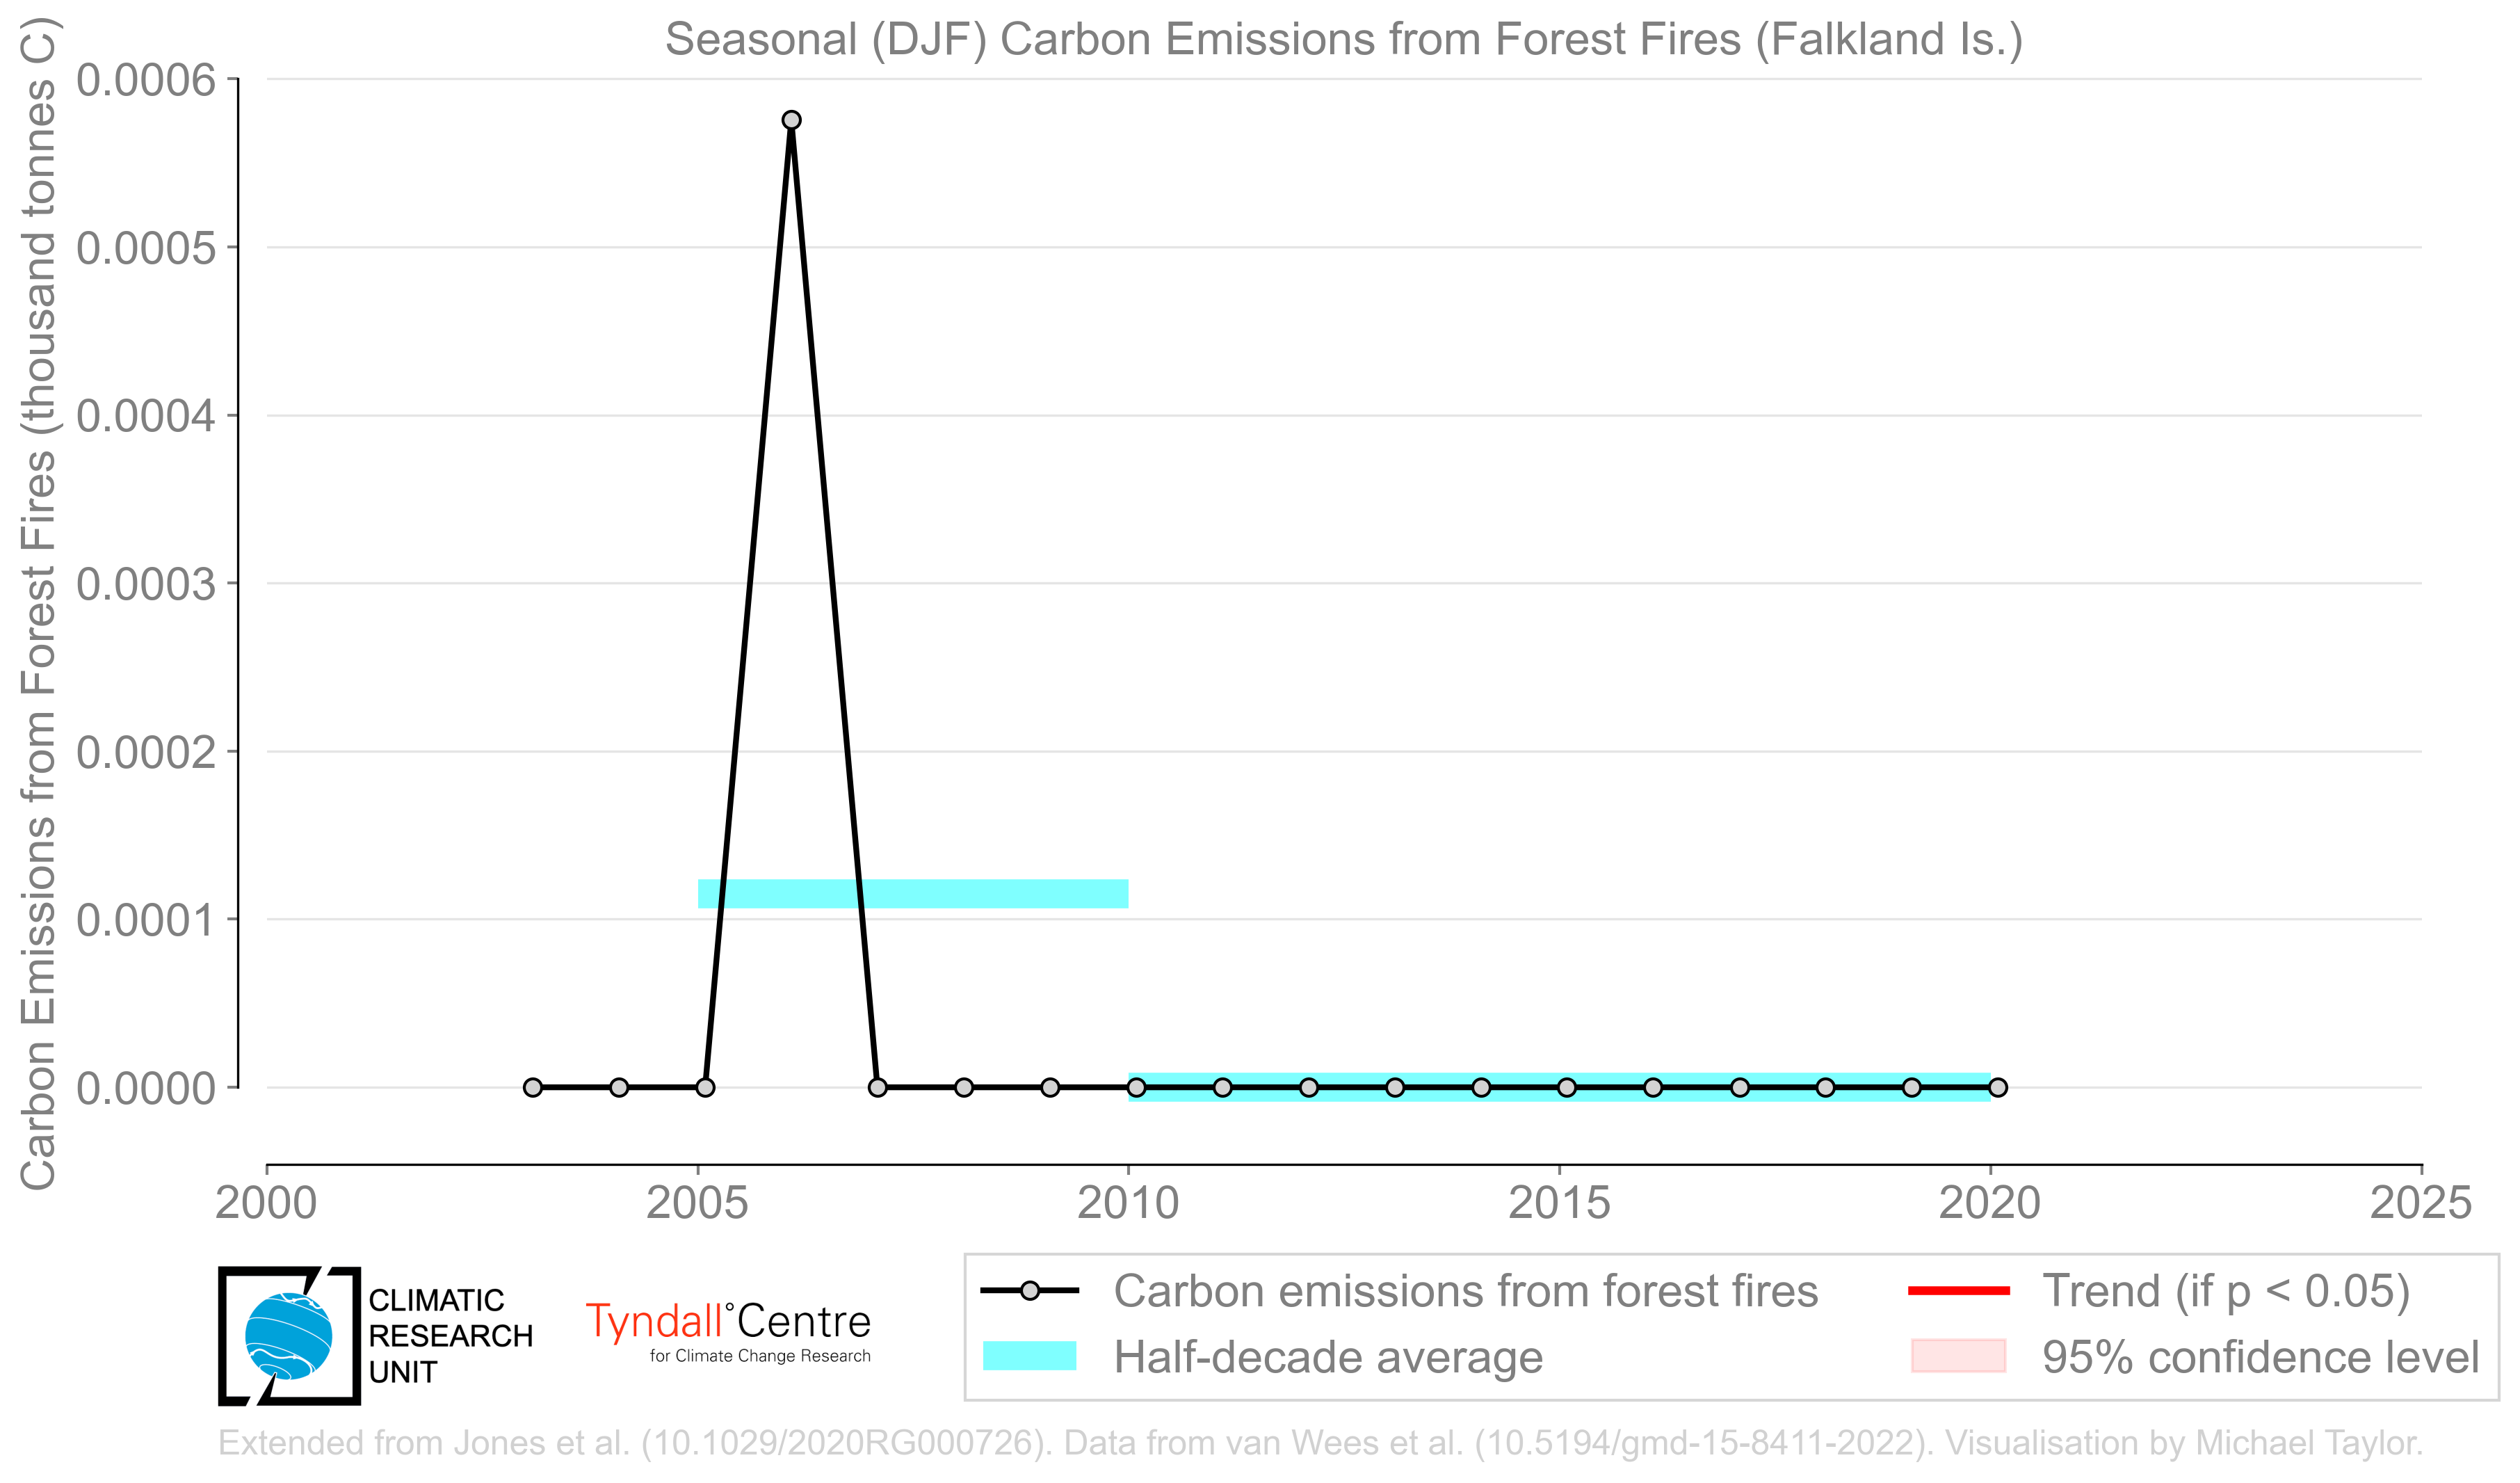 Seasonal (DJF) Carbon Emissions from Forest Fires (Falkland Is.)
Carbon Emissions from Forest Fires (thousand tonnes C)
0.0006
0.0005
0.0004
0.0003
0.0002
0.0001
0.0000
2000 2005 2010 2015 2020 2025
CLIMATIC
RESEARCH
UNIT
Tyndall°Centre
for Climate Change Research
Carbon emissions from forest fires
Half-decade average
Trend (if p < 0.05)
95% confidence level
Extended from Jones et al. (10.1029/2020RG000726). Data from van Wees et al. (10.5194/gmd-15-8411-2022). Visualisation by Michael Taylor.